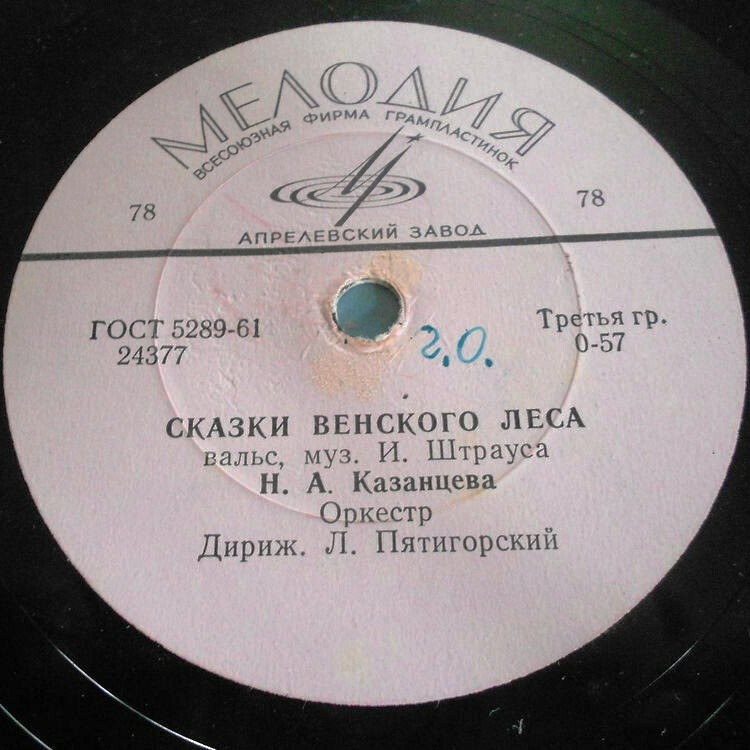 МЕЛОДИЯ
ВСЕСОЮЗНАЯ ФИРМА ГРАМПЛАСТИНОК
78
78
АПРЕЛЕВСКИЙ ЗАВОД
ГОСТ 5289-61
24377
Третья гр.
0-57
г.о.
СКАЗКИ ВЕНСКОГО ЛЕСА
вальс, муз. И. Штрауса
Н. А. Казанцева
Оркестр
Дириж. Л. Пятигорский